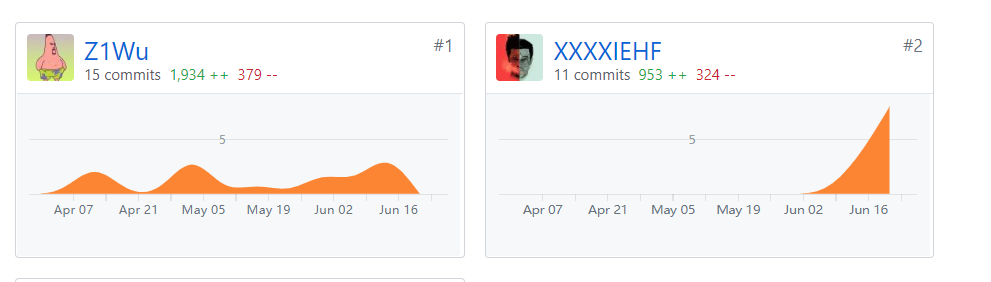 Z1Wu #1
15 commits 1,934 ++ 379 --
5
Apr 07 Apr 21 May 05 May 19 Jun 02 Jun 16
XXXXIEHF #2
11 commits 953 ++ 324 --
5
Apr 07 Apr 21 May 05 May 19 Jun 02 Jun 16